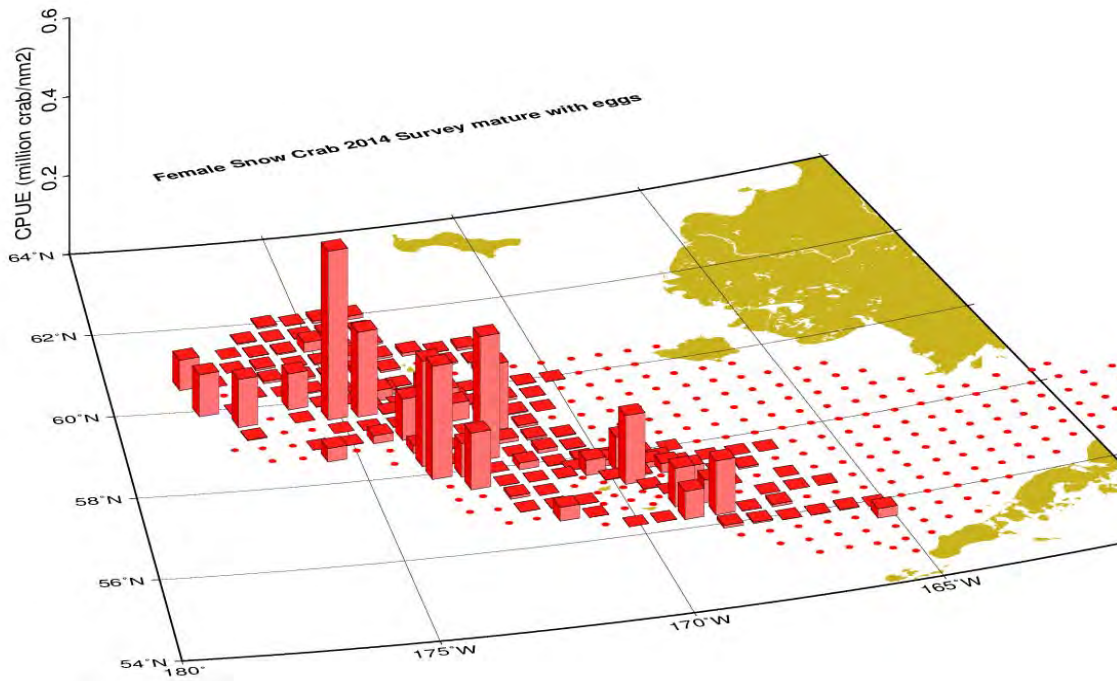 0.6
0.4
0.2
CPUE (million crab/nm2)
Female Snow Crab 2014 Survey mature with eggs
64°N
62°N
60°N
58°N
56°N
54°N
180°
175°W
170°W
165°W